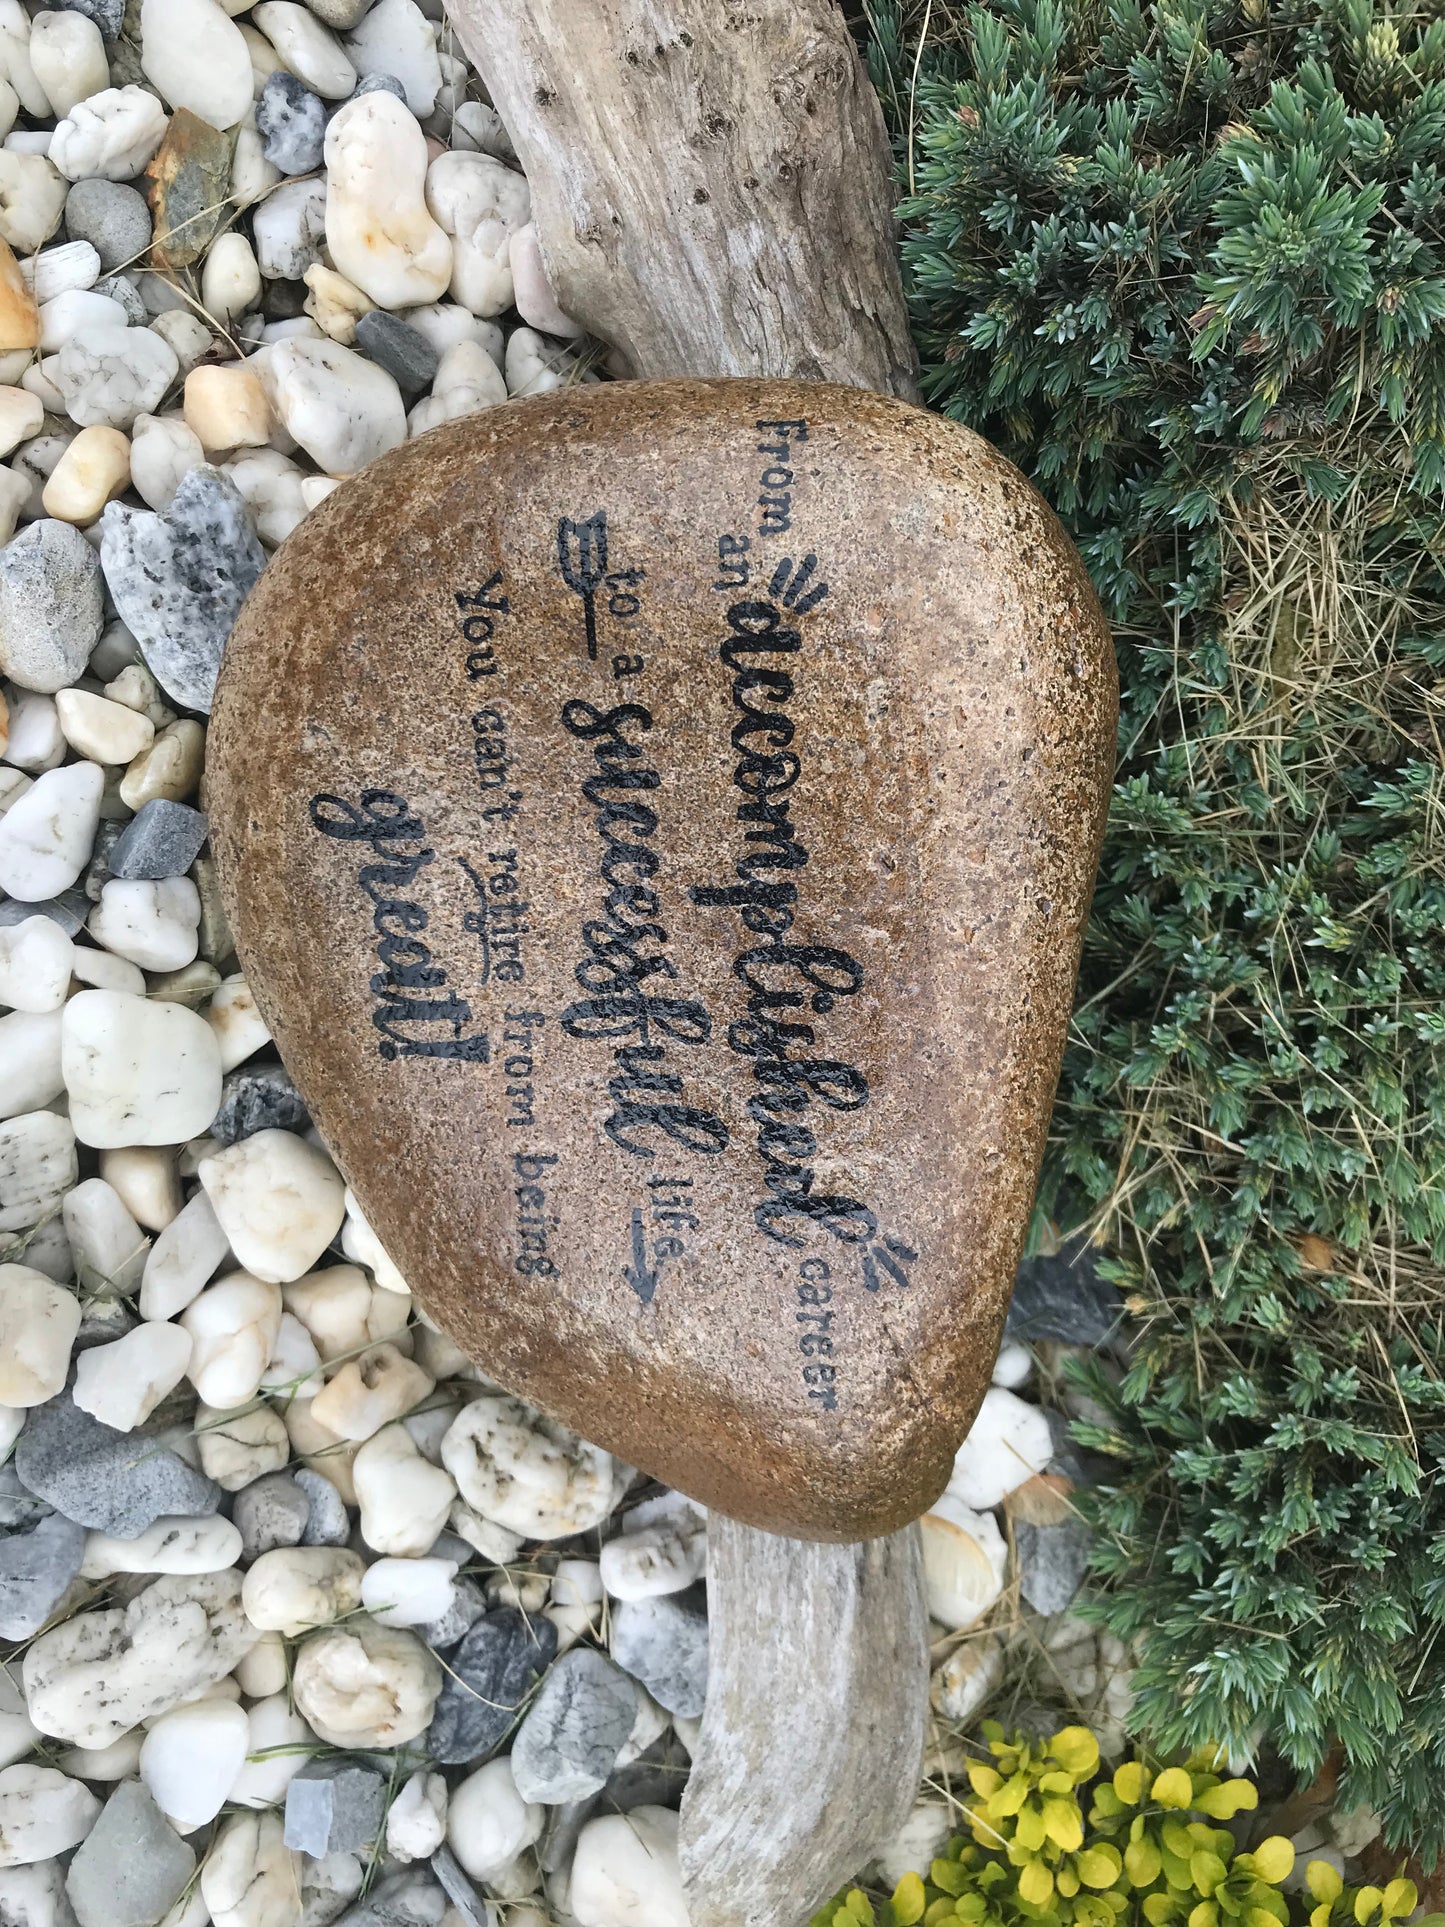 From an accomplished career
to a successful life
You can't retire from being
great!